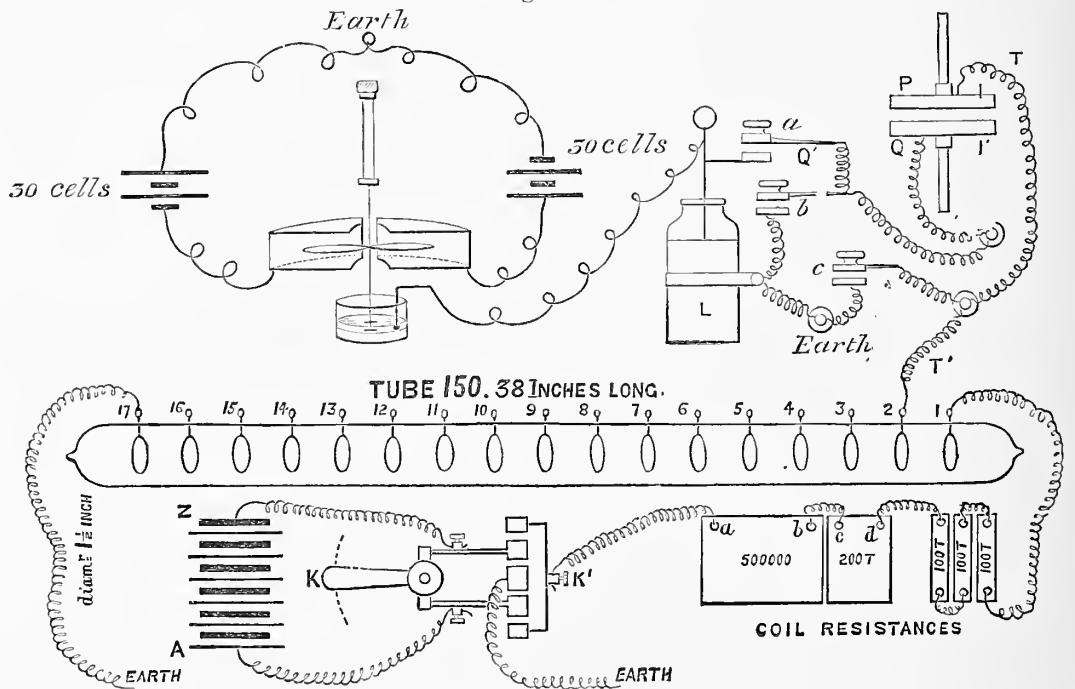 Earth
30 cells
30 cells
a
Q'
b
c
L
Earth
P
I
T
Q
I'
T'
TUBE 150.38 INCHES LONG.
17 16 15 14 13 12 11 10 9 8 7 6 5 4 3 2 1
diamr 1½ INCH
N
A
K
K'
EARTH
EARTH
a b c d
500000
200T
100T
100T
100T
COIL RESISTANCES